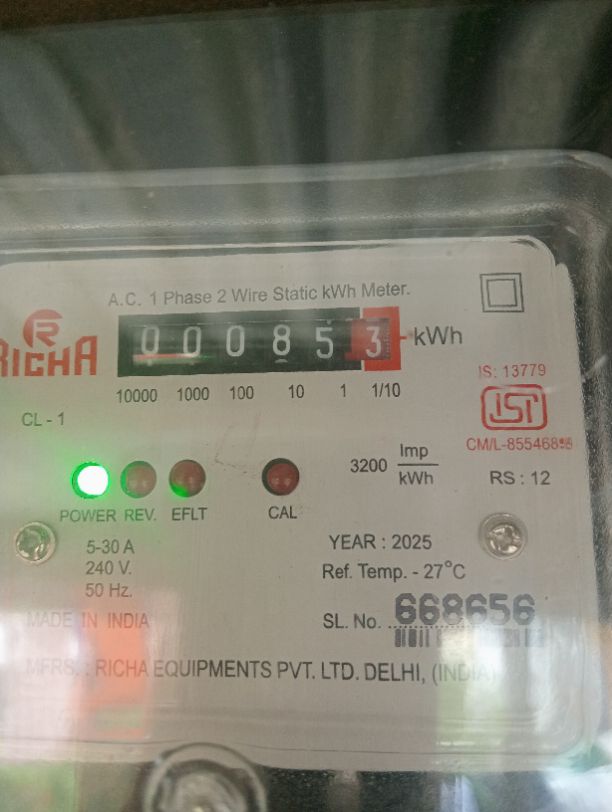 A.C. 1 Phase 2 Wire Static kWh Meter.
R
RICHA
0 0 0 8 5 3 kWh
10000 1000 100 10 1 1/10
IS: 13779
ISI
CL - 1
CM/L-855468
3200 Imp/kWh
RS : 12
POWER REV. EFLT CAL
5-30 A
240 V.
50 Hz.
YEAR : 2025
Ref. Temp. - 27°C
MADE IN INDIA
SL. No. 668656
MFRS. : RICHA EQUIPMENTS PVT. LTD. DELHI, (INDIA)